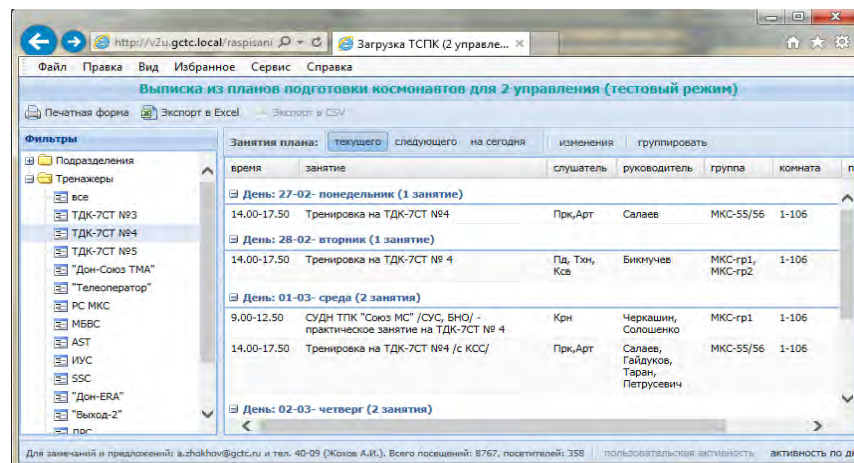 http://v2u.gctc.local/raspisani
Загрузка ТСПК (2 управле...
Файл Правка Вид Избранное Сервис Справка
Выписка из планов подготовки космонавтов для 2 управления (тестовый режим)
Печатная форма Экспорт в Excel Экспорт в CSV
Фильтры
Подразделения
Тренажеры
все
ТДК-7СТ №3
ТДК-7СТ №4
ТДК-7СТ №5
"Дон-Союз ТМА"
"Телеоператор"
РС МКС
МБВС
AST
ИУС
SSC
"Дон-ERA"
"Выход-2"
Занятия плана: текущего следующего на сегодня изменения группировать
время занятие слушатель руководитель группа комната
День: 27-02- понедельник (1 занятие)
14.00-17.50 Тренировка на ТДК-7СТ №4 Прк,Арт Салаев МКС-55/56 1-106
День: 28-02- вторник (1 занятие)
14.00-17.50 Тренировка на ТДК-7СТ № 4 Пд, Тхн, Бикмучев МКС-гр1, 1-106
Ксв МКС-гр2
День: 01-03- среда (2 занятия)
9.00-12.50 СУДН ТПК "Союз МС" /СУС, БНО/ - Крн Черкашин, МКС-гр1 1-106
практическое занятие на ТДК-7СТ № 4 Солошенко
14.00-17.50 Тренировка на ТДК-7СТ №4 /с КСС/ Прк,Арт Салаев, МКС-55/56 1-106
Гайдуков,
Таран,
Петрусевич
День: 02-03- четверг (2 занятия)
Для замечаний и предложений: a.zhokhov@gctc.ru и тел. 40-09 (Жохов А.И.). Всего посещений: 8767, посетителей: 358 пользовательская активность активность по